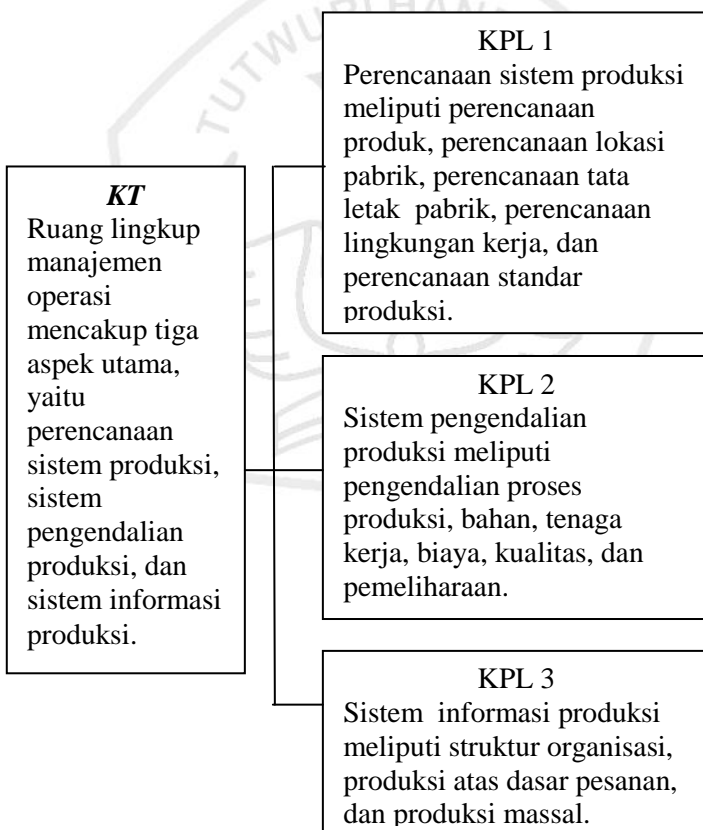 TUTWURI HAN
KT
Ruang lingkup
manajemen
operasi
mencakup tiga
aspek utama,
yaitu
perencanaan
sistem produksi,
sistem
pengendalian
produksi, dan
sistem informasi
produksi.
KPL 1
Perencanaan sistem produksi
meliputi perencanaan
produk, perencanaan lokasi
pabrik, perencanaan tata
letak pabrik, perencanaan
lingkungan kerja, dan
perencanaan standar
produksi.
KPL 2
Sistem pengendalian
produksi meliputi
pengendalian proses
produksi, bahan, tenaga
kerja, biaya, kualitas, dan
pemeliharaan.
KPL 3
Sistem informasi produksi
meliputi struktur organisasi,
produksi atas dasar pesanan,
dan produksi massal.